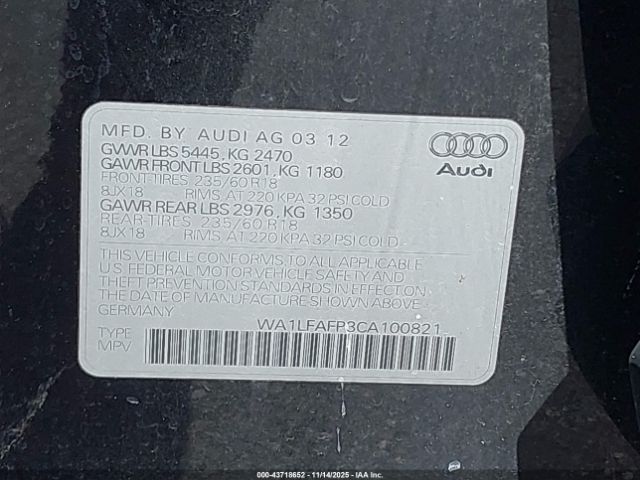 MFD. BY AUDI AG 03 12
GVWR LBS 5445, KG 2470
GAWR FRONT LBS 2601, KG 1180
FRONT-TIRES 235/60 R18
8JX18 RIMS, AT 220 KPA 32 PSI COLD
GAWR REAR LBS 2976, KG 1350
REAR-TIRES 235/60 R18
8JX18 RIMS, AT 220 KPA 32 PSI COLD
Audi
THIS VEHICLE CONFORMS TO ALL APPLICABLE
U.S. FEDERAL MOTOR VEHICLE SAFETY AND
THEFT PREVENTION STANDARDS IN EFFECT ON
THE DATE OF MANUFACTURE SHOWN ABOVE.
GERMANY
WA1LFAFP3CA100821
TYPE
MPV
© 43718652 11/14/2025 - IAA Inc.